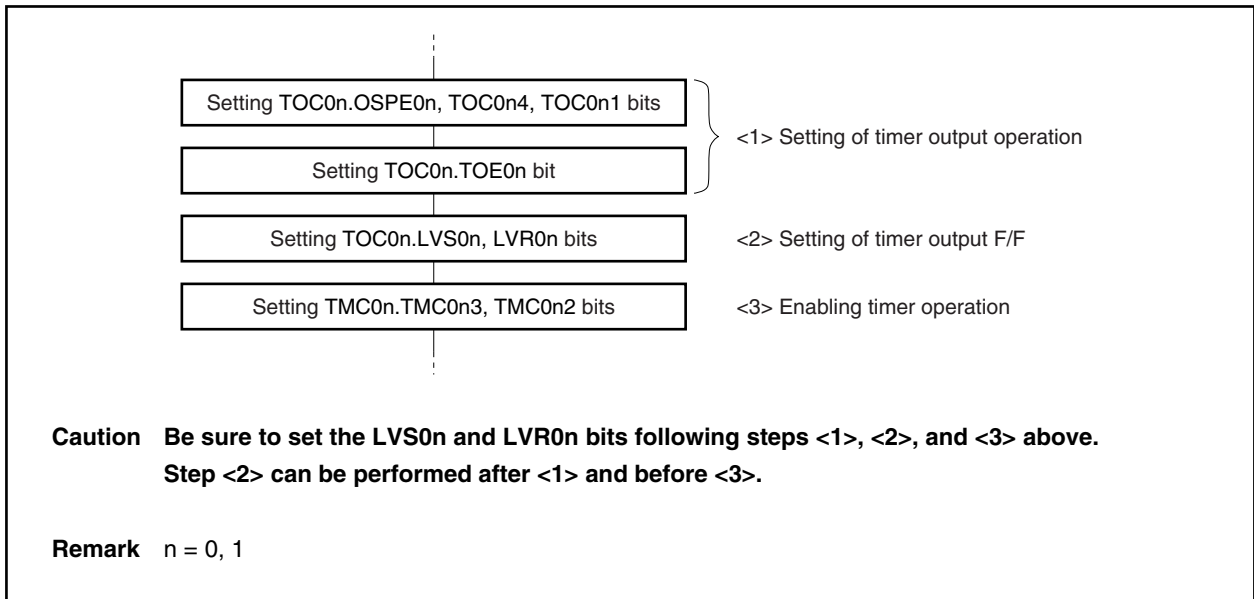 Setting TOC0n.OSPE0n, TOC0n4, TOC0n1 bits
<1> Setting of timer output operation
Setting TOC0n.TOE0n bit
Setting TOC0n.LVS0n, LVR0n bits
<2> Setting of timer output F/F
Setting TMC0n.TMC0n3, TMC0n2 bits
<3> Enabling timer operation
Caution Be sure to set the LVS0n and LVR0n bits following steps <1>, <2>, and <3> above.
Step <2> can be performed after <1> and before <3>.
Remark n = 0, 1